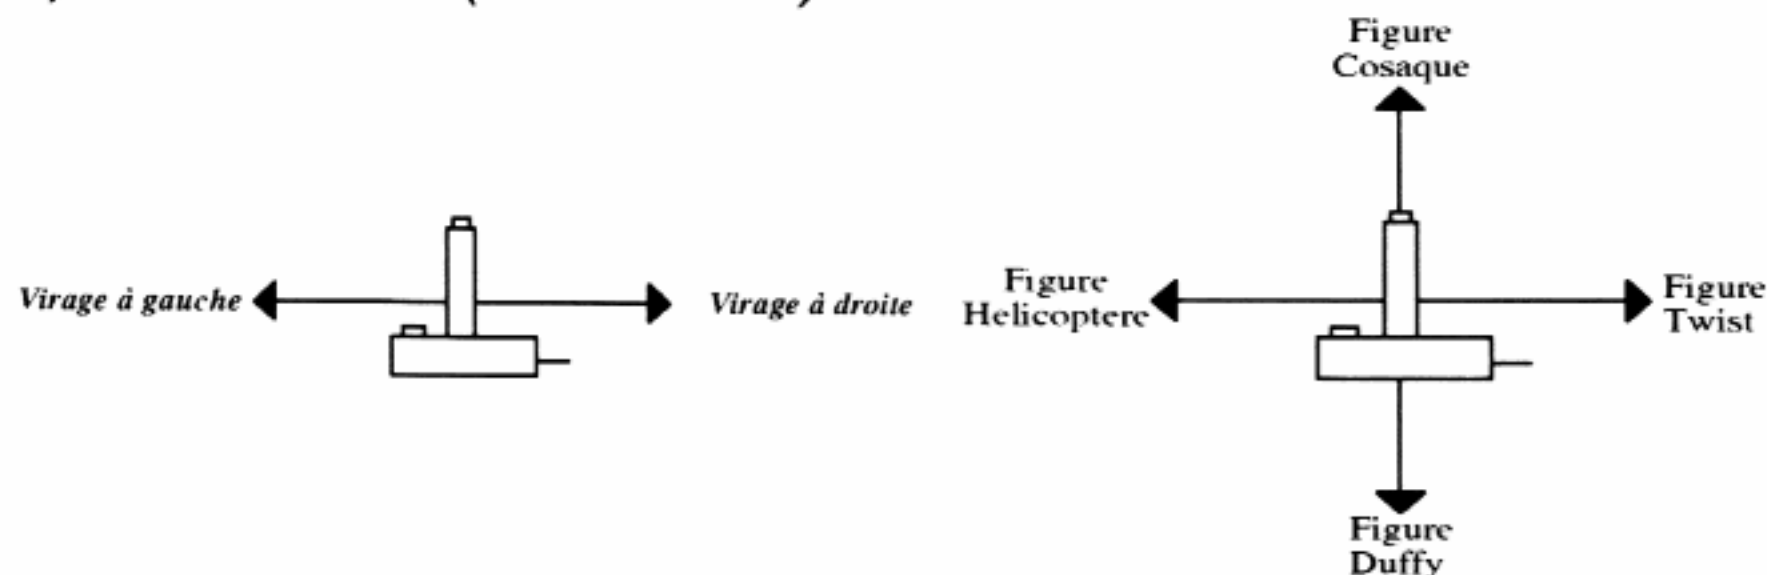 Figure
Cosaque
Virage à gauche
Virage à droite
Figure
Helicoptere
Figure
Twist
Figure
Duffy